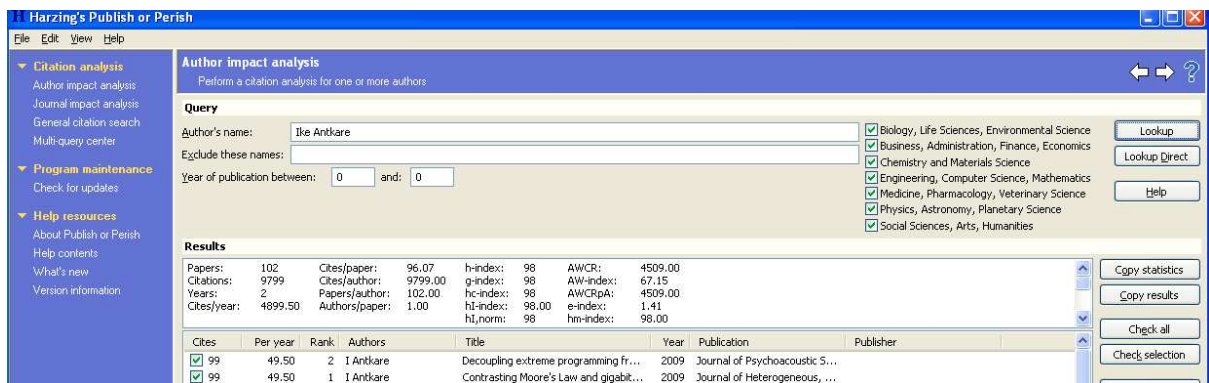 H Harzing's Publish or Perish
File Edit View Help
Citation analysis
Author impact analysis
Journal impact analysis
General citation search
Multi-query center
Program maintenance
Check for updates
Help resources
About Publish or Perish
Help contents
What's new
Version information
Author impact analysis
Perform a citation analysis for one or more authors
Query
Author's name: Ike Antkare
Exclude these names:
Year of publication between: 0 and: 0
Biology, Life Sciences, Environmental Science
Business, Administration, Finance, Economics
Chemistry and Materials Science
Engineering, Computer Science, Mathematics
Medicine, Pharmacology, Veterinary Science
Physics, Astronomy, Planetary Science
Social Sciences, Arts, Humanities
Lookup
Lookup Direct
Help
Results
Papers: 102 Cites/paper: 96.07 h-index: 98 AWCR: 4509.00
Citations: 9799 Cites/author: 9799.00 g-index: 98 AW-index: 67.15
Years: 2 Papers/author: 102.00 hc-index: 98 AWCRpA: 4509.00
Cites/year: 4899.50 Authors/paper: 1.00 hI-index: 98.00 e-index: 1.41
hI,norm: 98 hm-index: 98.00
Copy statistics
Copy results
Check all
Check selection
Cites Per year Rank Authors Title Year Publication Publisher
99 49.50 2 I Antkare Decoupling extreme programming fr... 2009 Journal of Psychoacoustic S...
99 49.50 1 I Antkare Contrasting Moore's Law and gigabit... 2009 Journal of Heterogeneous, ...